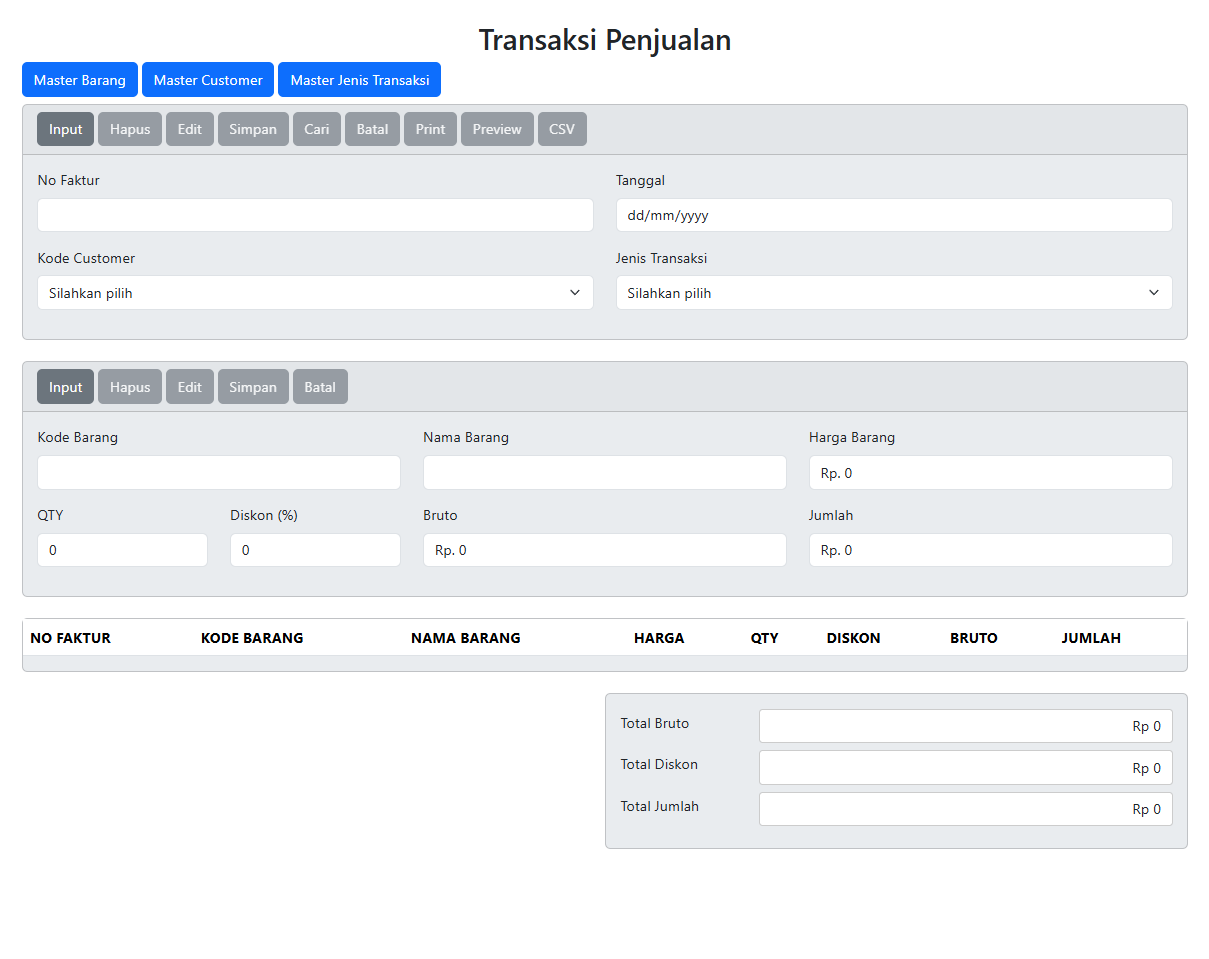 Transaksi Penjualan
Master Barang Master Customer Master Jenis Transaksi
Input Hapus Edit Simpan Cari Batal Print Preview CSV
No Faktur Tanggal
dd/mm/yyyy
Kode Customer Jenis Transaksi
Silahkan pilih Silahkan pilih
Input Hapus Edit Simpan Batal
Kode Barang Nama Barang Harga Barang
Rp. 0
QTY Diskon (%) Bruto Jumlah
0 0 Rp. 0 Rp. 0
NO FAKTUR KODE BARANG NAMA BARANG HARGA QTY DISKON BRUTO JUMLAH
Total Bruto Rp 0
Total Diskon Rp 0
Total Jumlah Rp 0